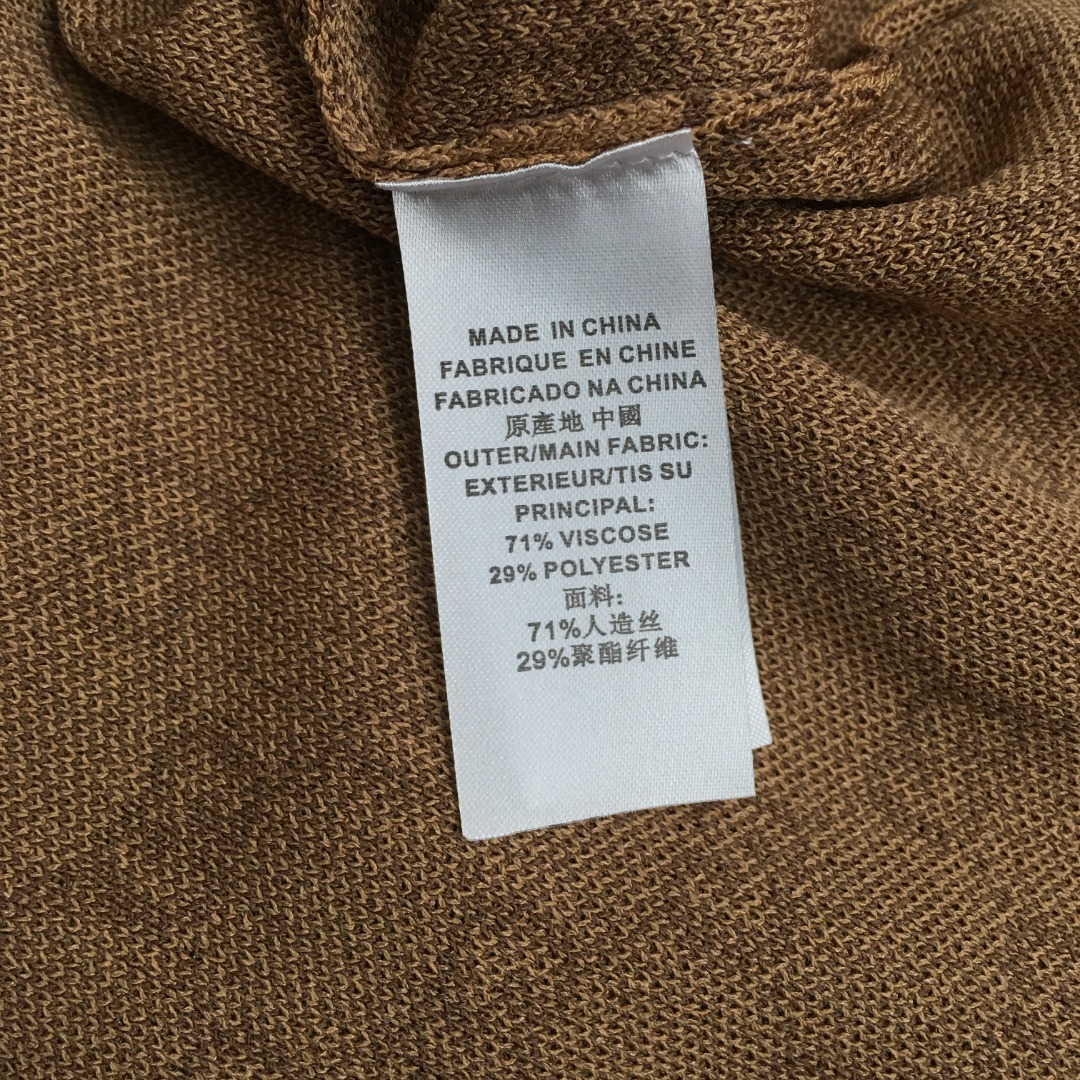 MADE IN CHINA
FABRIQUE EN CHINE
FABRICADO NA CHINA
原產地 中國
OUTER/MAIN FABRIC:
EXTERIEUR/TIS SU
PRINCIPAL:
71% VISCOSE
29% POLYESTER
面料:
71%人造丝
29%聚酯纤维